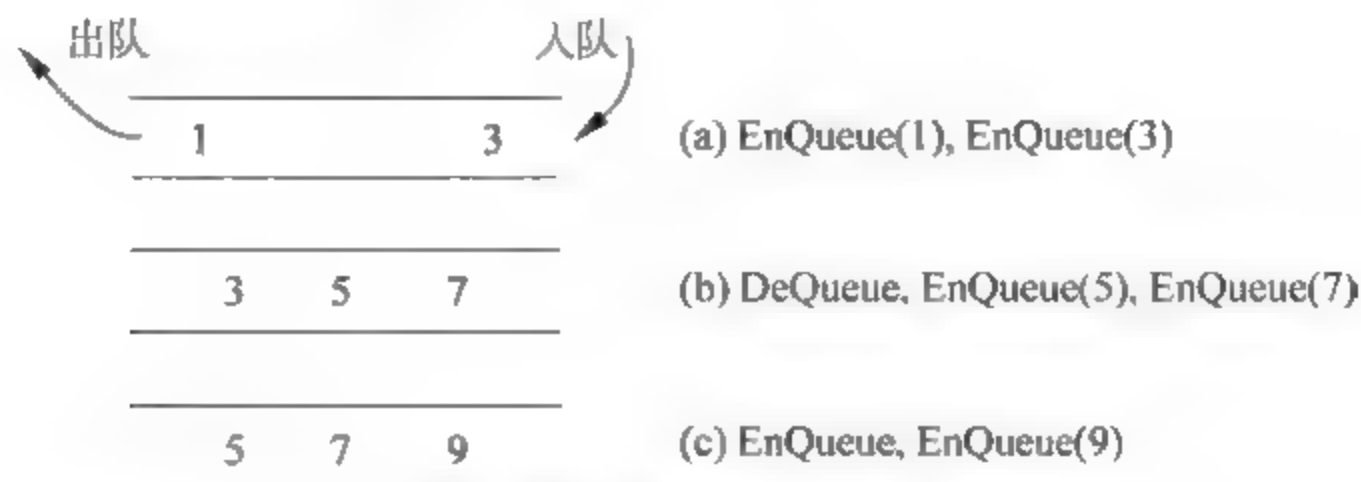 出队 入队
1 3 (a) EnQueue(1), EnQueue(3)
3 5 7 (b) DeQueue, EnQueue(5), EnQueue(7)
5 7 9 (c) EnQueue, EnQueue(9)